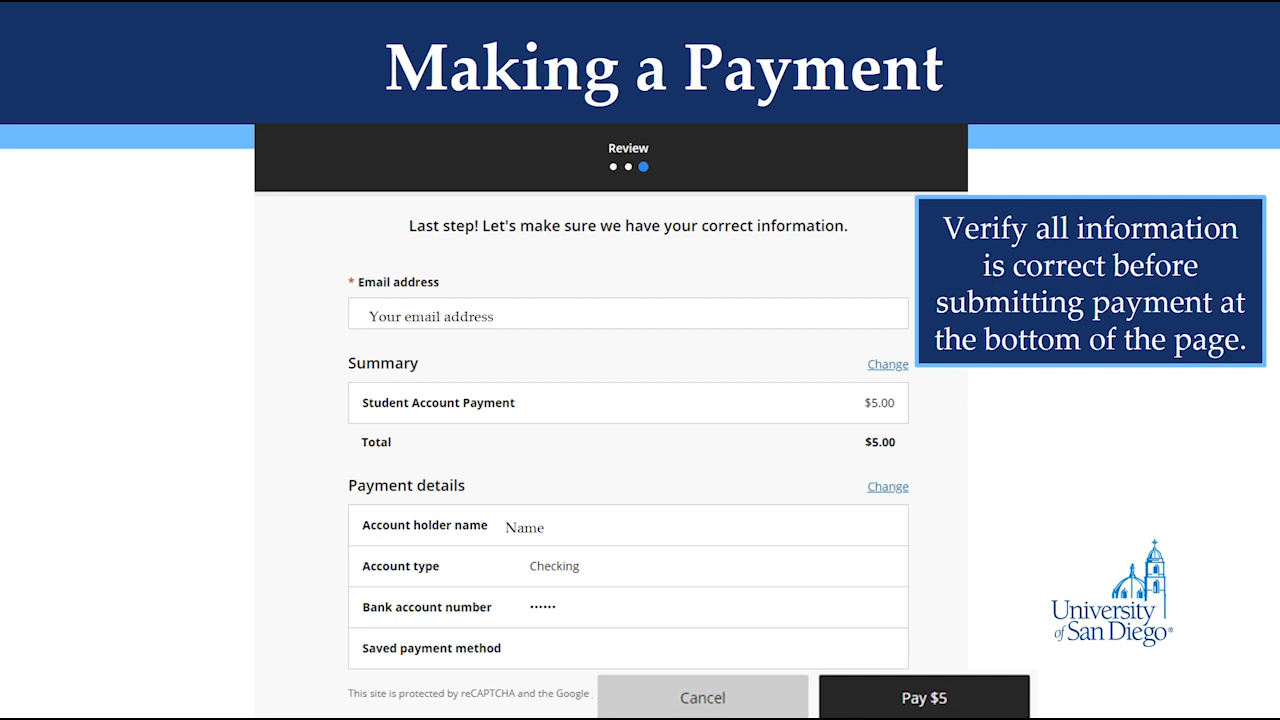 Making a Payment
Review
Last step! Let's make sure we have your correct information.
Verify all information
is correct before
submitting payment at
the bottom of the page.
* Email address
Your email address
Summary Change
Student Account Payment $5.00
Total $5.00
Payment details Change
Account holder name Name
Account type Checking
Bank account number ••••••
Saved payment method
This site is protected by reCAPTCHA and the Google
Cancel Pay $5
University
of San Diego®